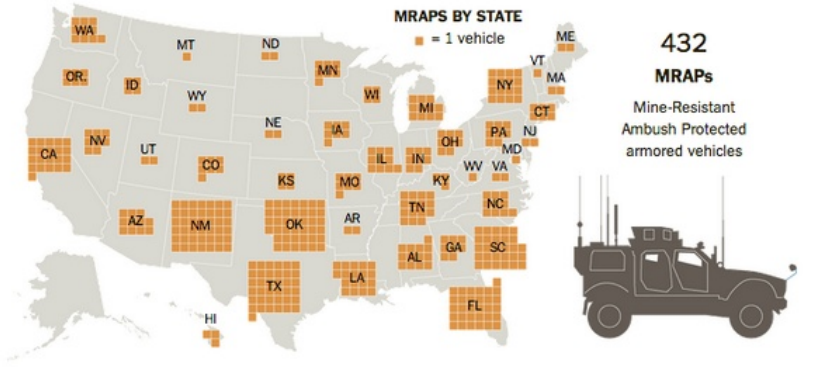 MRAPS BY STATE
= 1 vehicle
432
MRAPs
Mine-Resistant
Ambush Protected
armored vehicles
WA
MT
ND
MN
ME
VT
MA
OR.
ID
WY
WI
MI
NY
CT
NV
UT
NE
IA
OH
PA
NJ
MD
CA
CO
KS
MO
IL
IN
KY
WV
VA
AZ
NM
OK
AR
TN
NC
TX
LA
AL
GA
SC
FL
HI